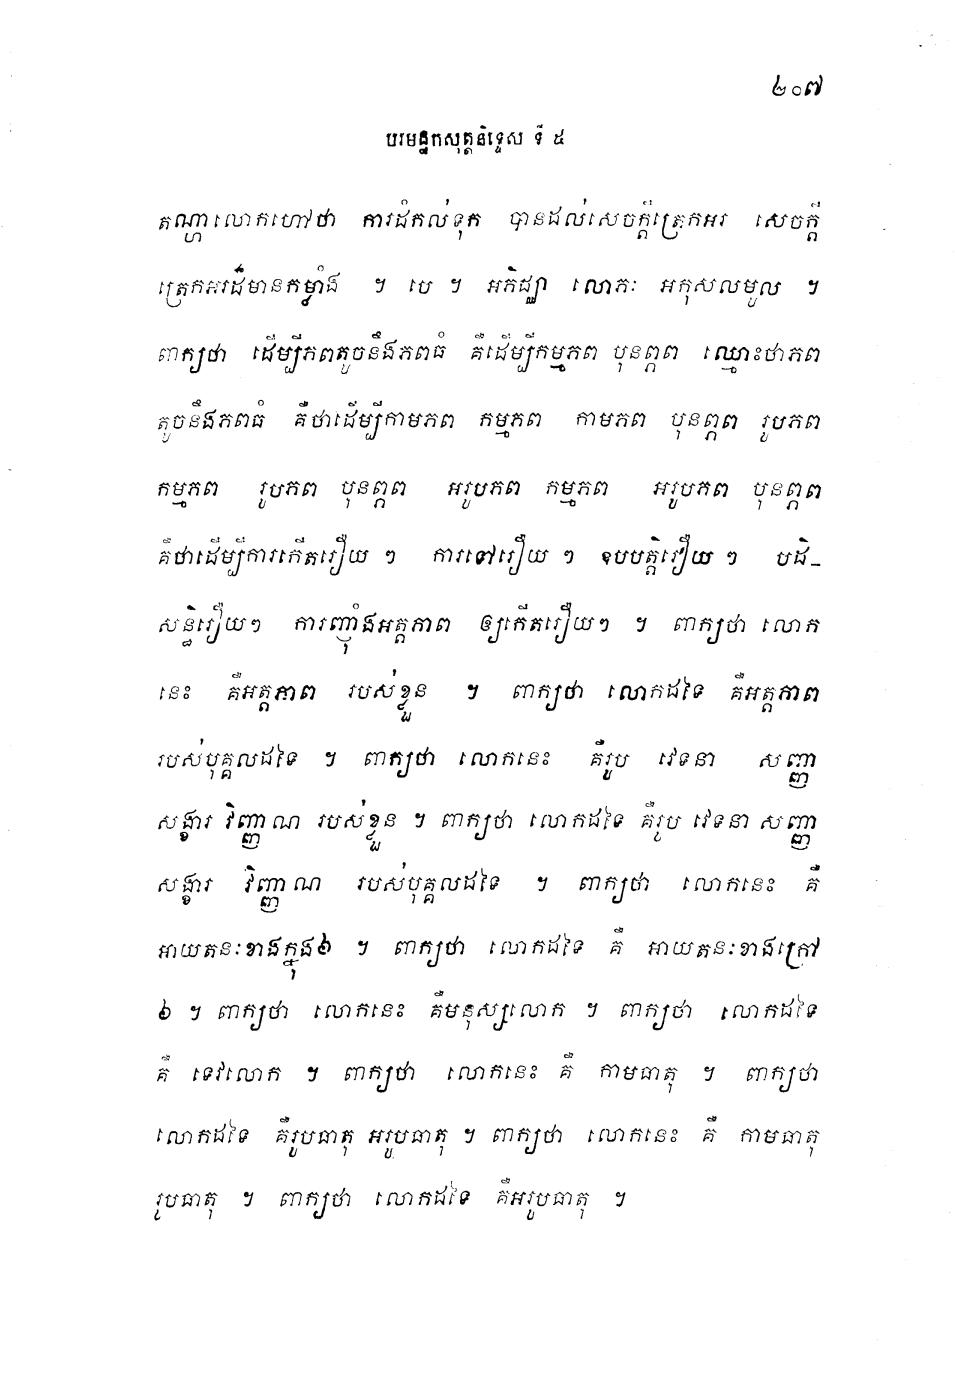 ២០៧
បរមដ្ឋកសុត្តនិទ្ទេស ទី ៥
តណ្ហា លោកហៅថា ការដំកល់ទុក បានដល់សេចក្តីត្រេកអរ សេចក្តី
ត្រេកអរដ៏មានកម្លាំង ។ បេ ។ អភិជ្ឈា លោភៈ អកុសលមូល ។
ពាក្យថា ដើម្បីភពតូចនឹងភពធំ គឺដើម្បីកម្មភព បុនព្ភព ឈ្មោះថាភព
តូចនឹងភពធំ គឺថាដើម្បីកាមភព កម្មភព កាមភព បុនព្ភព រូបភព
កម្មភព រូបភព បុនព្ភព អរូបភព កម្មភព អរូបភព បុនព្ភព
គឺថាដើម្បីការកើតរឿយ ៗ ការទៅរឿយ ៗ ឧបបត្តិរឿយ ៗ បដិ-
សន្ធិរឿយៗ ការញ៉ាំងអត្តភាព ឲ្យកើតរឿយៗ ។ ពាក្យថា លោក
នេះ គឺអត្តភាព របស់ខ្លួន ។ ពាក្យថា លោកដទៃ គឺអត្តភាព
របស់បុគ្គលដទៃ ។ ពាក្យថា លោកនេះ គឺរូប វេទនា សញ្ញា
សង្ខារ វិញ្ញាណ របស់ខ្លួន ។ ពាក្យថា លោកដទៃ គឺរូប វេទនា សញ្ញា
សង្ខារ វិញ្ញាណ របស់បុគ្គលដទៃ ។ ពាក្យថា លោកនេះ គឺ
អាយតនៈខាងក្នុង៦ ។ ពាក្យថា លោកដទៃ គឺ អាយតនៈខាងក្រៅ
៦ ។ ពាក្យថា លោកនេះ គឺមនុស្សលោក ។ ពាក្យថា លោកដទៃ
គឺ ទេវលោក ។ ពាក្យថា លោកនេះ គឺ កាមធាតុ ។ ពាក្យថា
លោកដទៃ គឺរូបធាតុ អរូបធាតុ ។ ពាក្យថា លោកនេះ គឺ កាមធាតុ
រូបធាតុ ។ ពាក្យថា លោកដទៃ គឺអរូបធាតុ ។